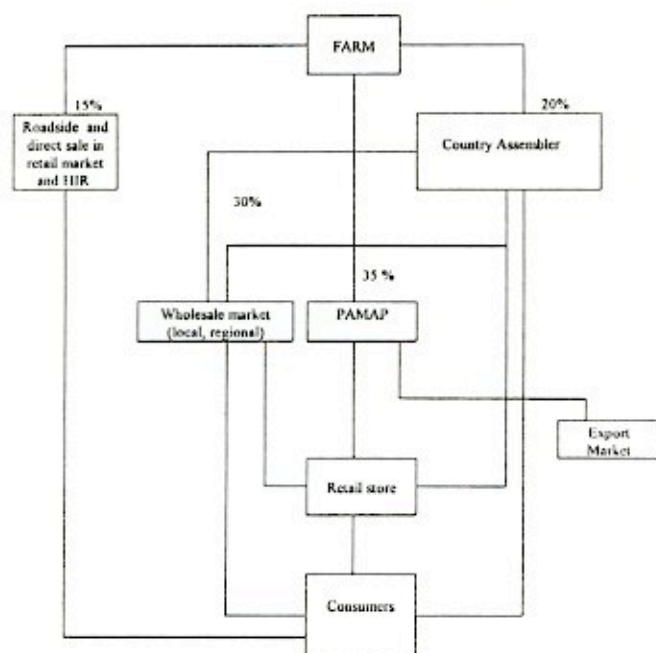 FARM
15%
20%
Roadside and
direct sale in
retail market
and HIR
Country Assembler
30%
35 %
Wholesale market
(local, regional)
PAMAP
Export
Market
Retail store
Consumers